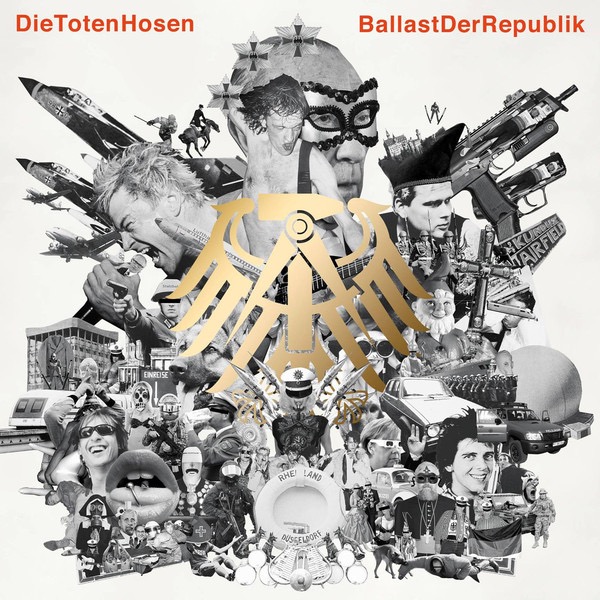 DieTotenHosen
BallastDerRepublik
EINREISE
RHEINLAND
DÜSSELDORF